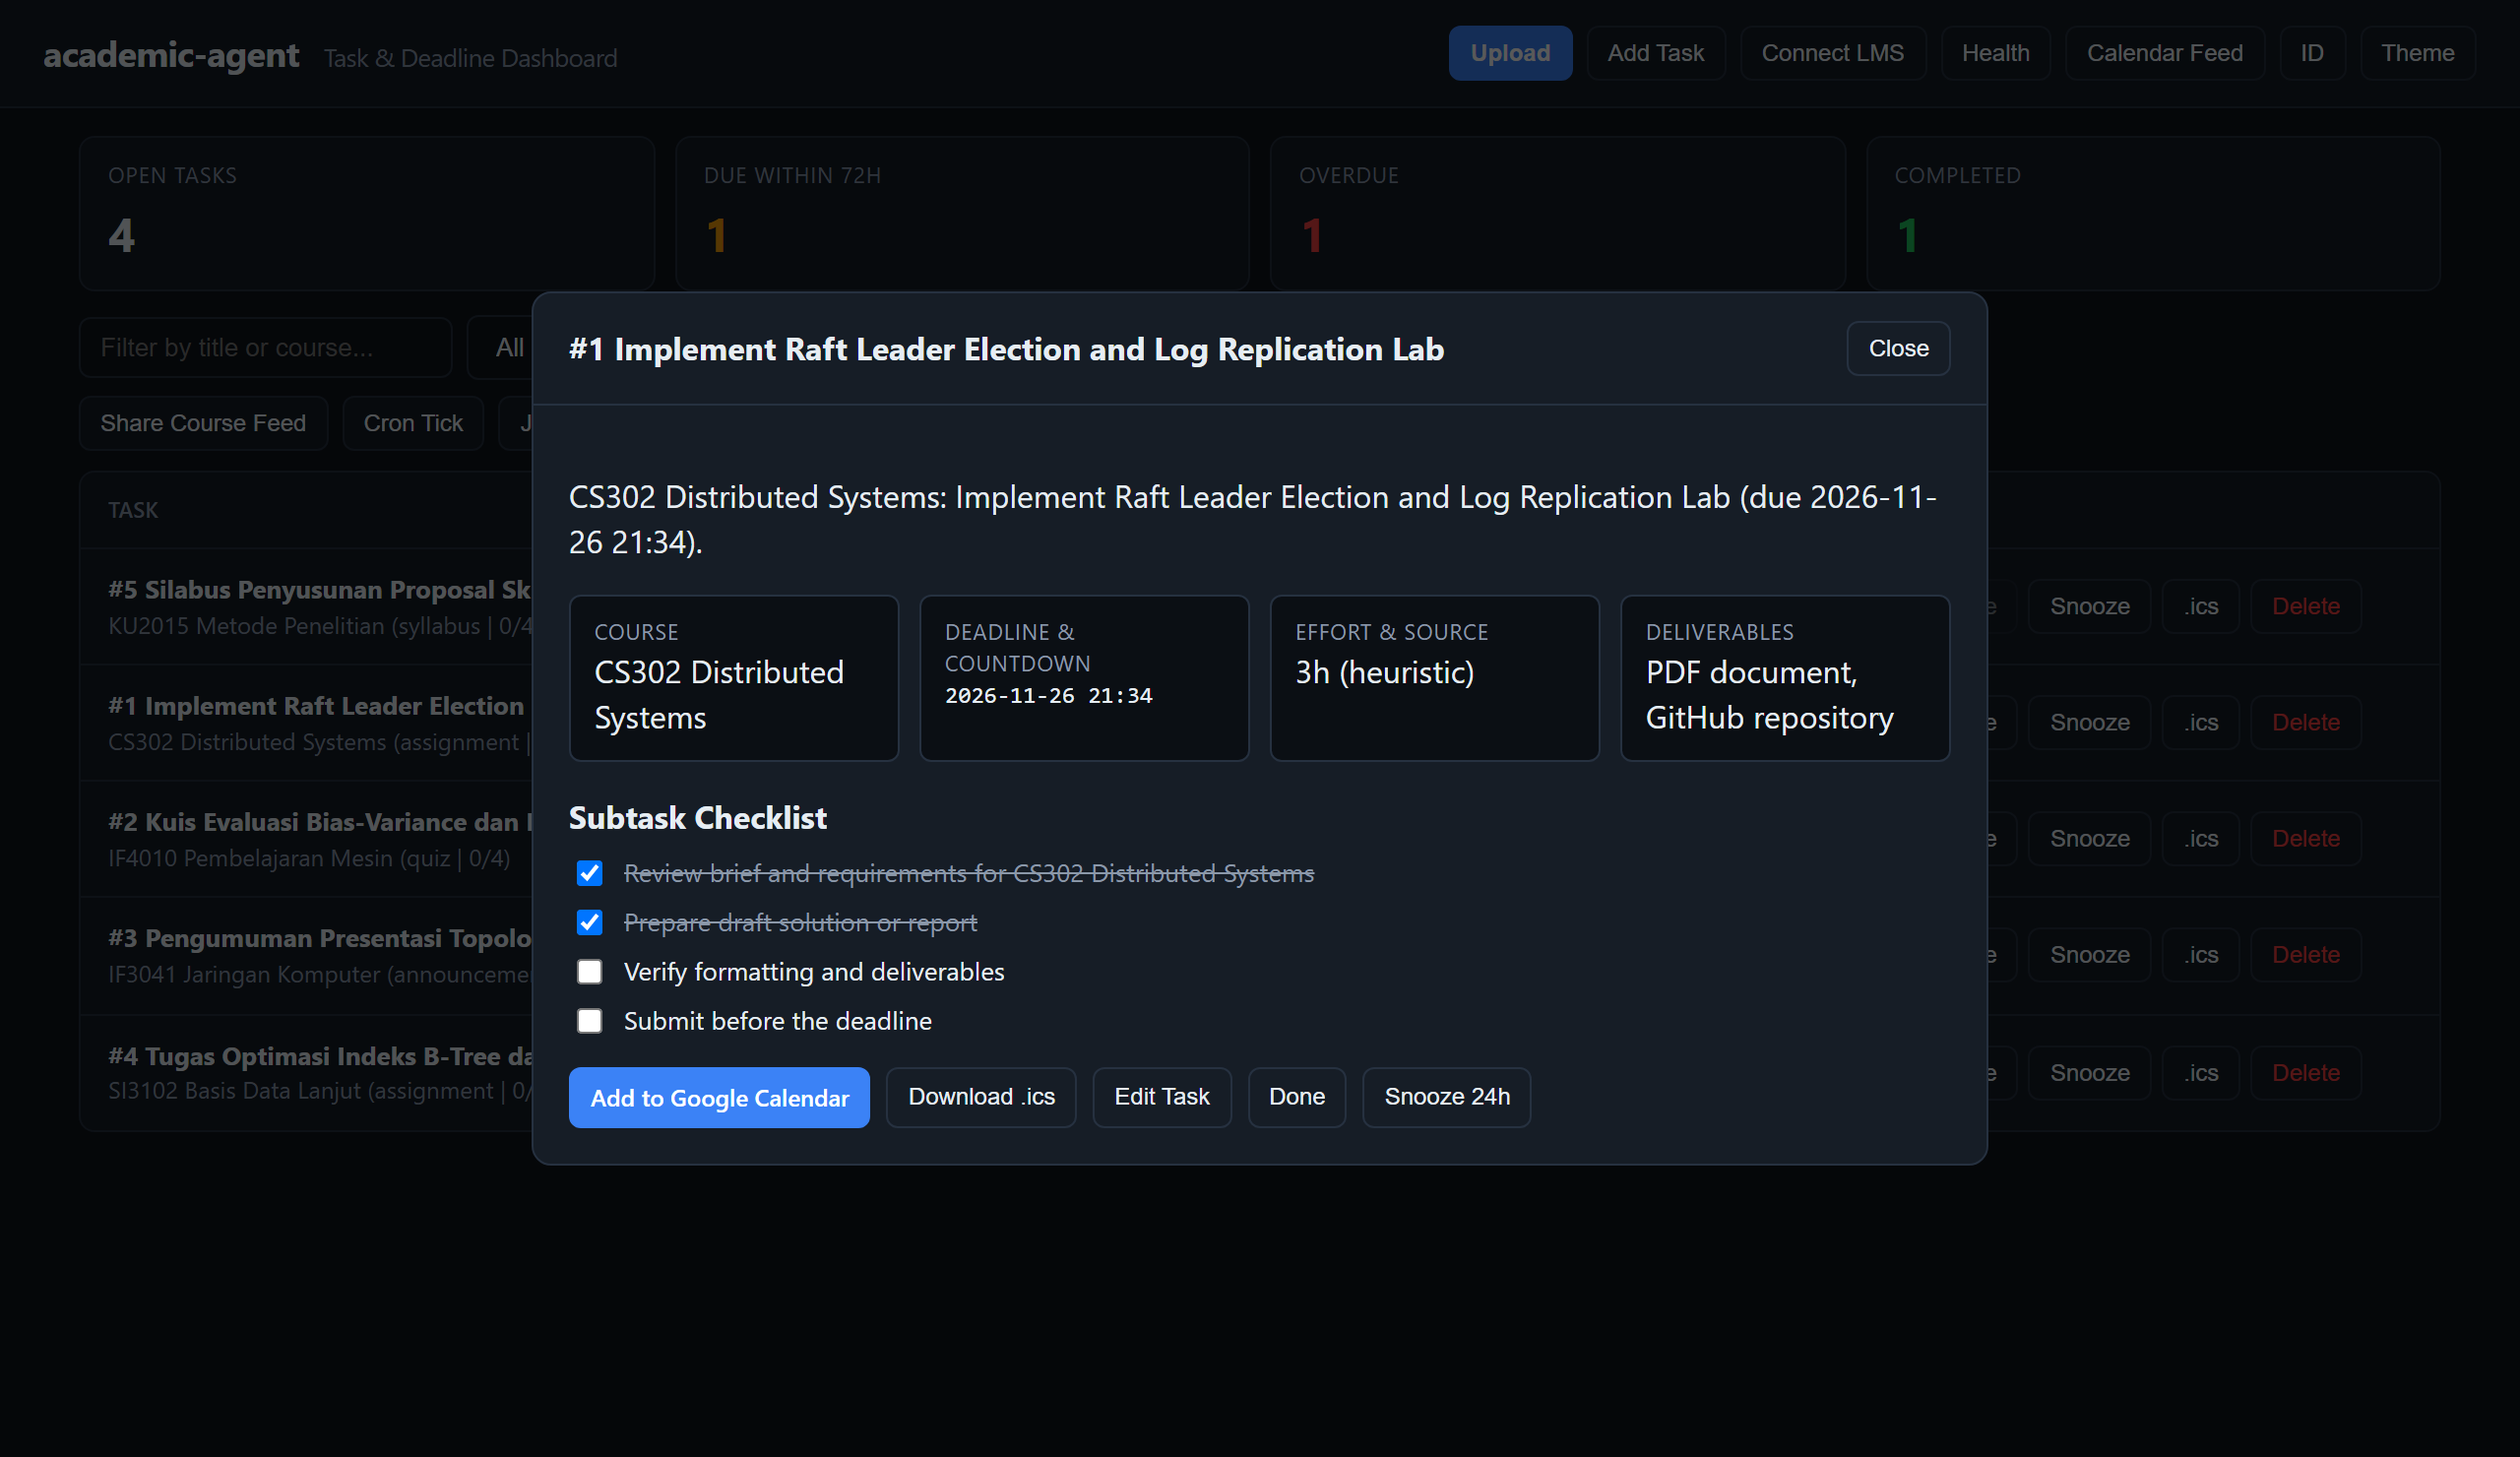 academic-agent Task & Deadline Dashboard
Upload Add Task Connect LMS Health Calendar Feed ID Theme
OPEN TASKS
4
DUE WITHIN 72H
1
OVERDUE
1
COMPLETED
1
Filter by title or course...
All
Share Course Feed Cron Tick
TASK
#5 Silabus Penyusunan Proposal
KU2015 Metode Penelitian (syllabus | 0/4
Snooze .ics Delete
#1 Implement Raft Leader Election
CS302 Distributed Systems (assignment |
Snooze .ics Delete
#2 Kuis Evaluasi Bias-Variance dan
IF4010 Pembelajaran Mesin (quiz | 0/4)
Snooze .ics Delete
#3 Pengumuman Presentasi
IF3041 Jaringan Komputer
Snooze .ics Delete
#4 Tugas Optimasi Indeks B-Tree
SI3102 Basis Data Lanjut (assignment | 0/
Snooze .ics Delete
#1 Implement Raft Leader Election and Log Replication Lab
Close
CS302 Distributed Systems: Implement Raft Leader Election and Log Replication Lab (due 2026-11-
26 21:34).
COURSE
CS302 Distributed
Systems
DEADLINE &
COUNTDOWN
2026-11-26 21:34
EFFORT & SOURCE
3h (heuristic)
DELIVERABLES
PDF document,
GitHub repository
Subtask Checklist
Review brief and requirements for CS302 Distributed Systems
Prepare draft solution or report
Verify formatting and deliverables
Submit before the deadline
Add to Google Calendar Download .ics Edit Task Done Snooze 24h